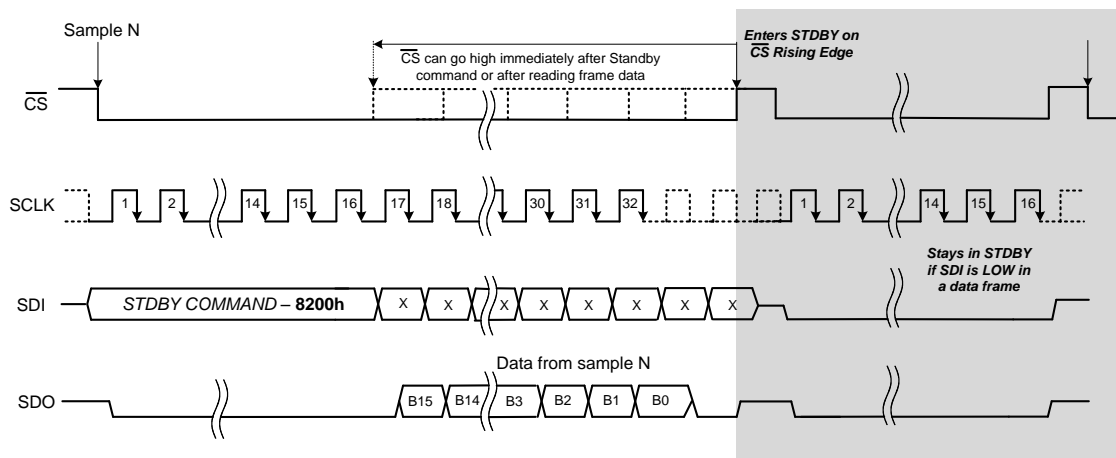 Sample N
Enters STDBY on
CS Rising Edge
CS can go high immediately after Standby
command or after reading frame data
CS
SCLK
1 2 14 15 16 17 18 30 31 32 1 2 14 15 16
Stays in STDBY
if SDI is LOW in
a data frame
SDI
STDBY COMMAND – 8200h
X X X X X X X X
Data from sample N
SDO
B15 B14 B3 B2 B1 B0